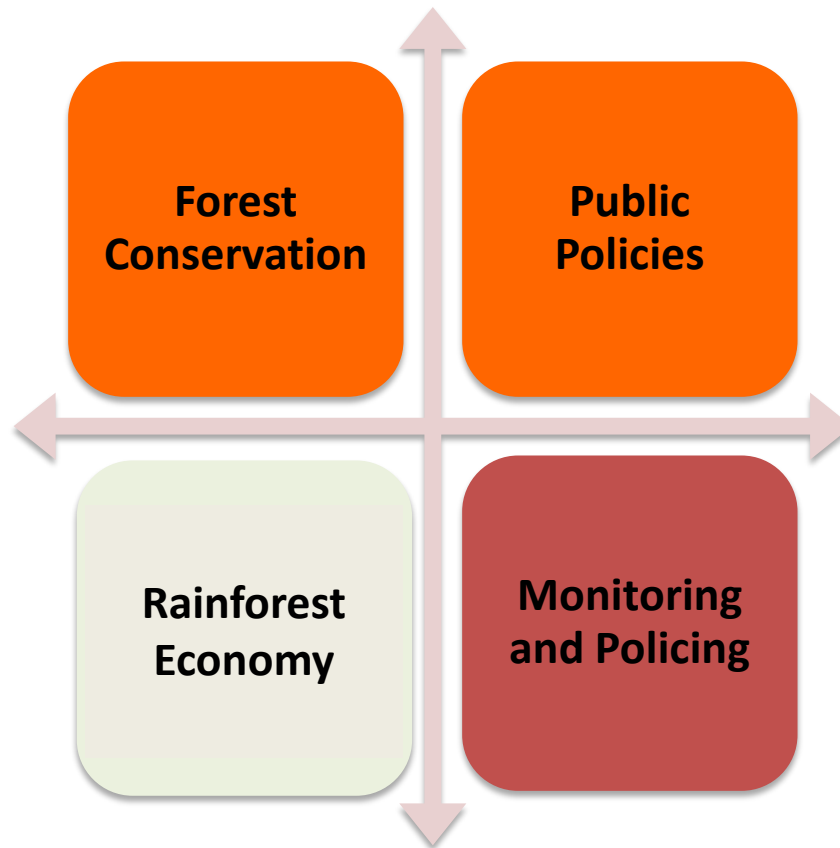 Forest
Conservation
Public
Policies
Rainforest
Economy
Monitoring
and Policing